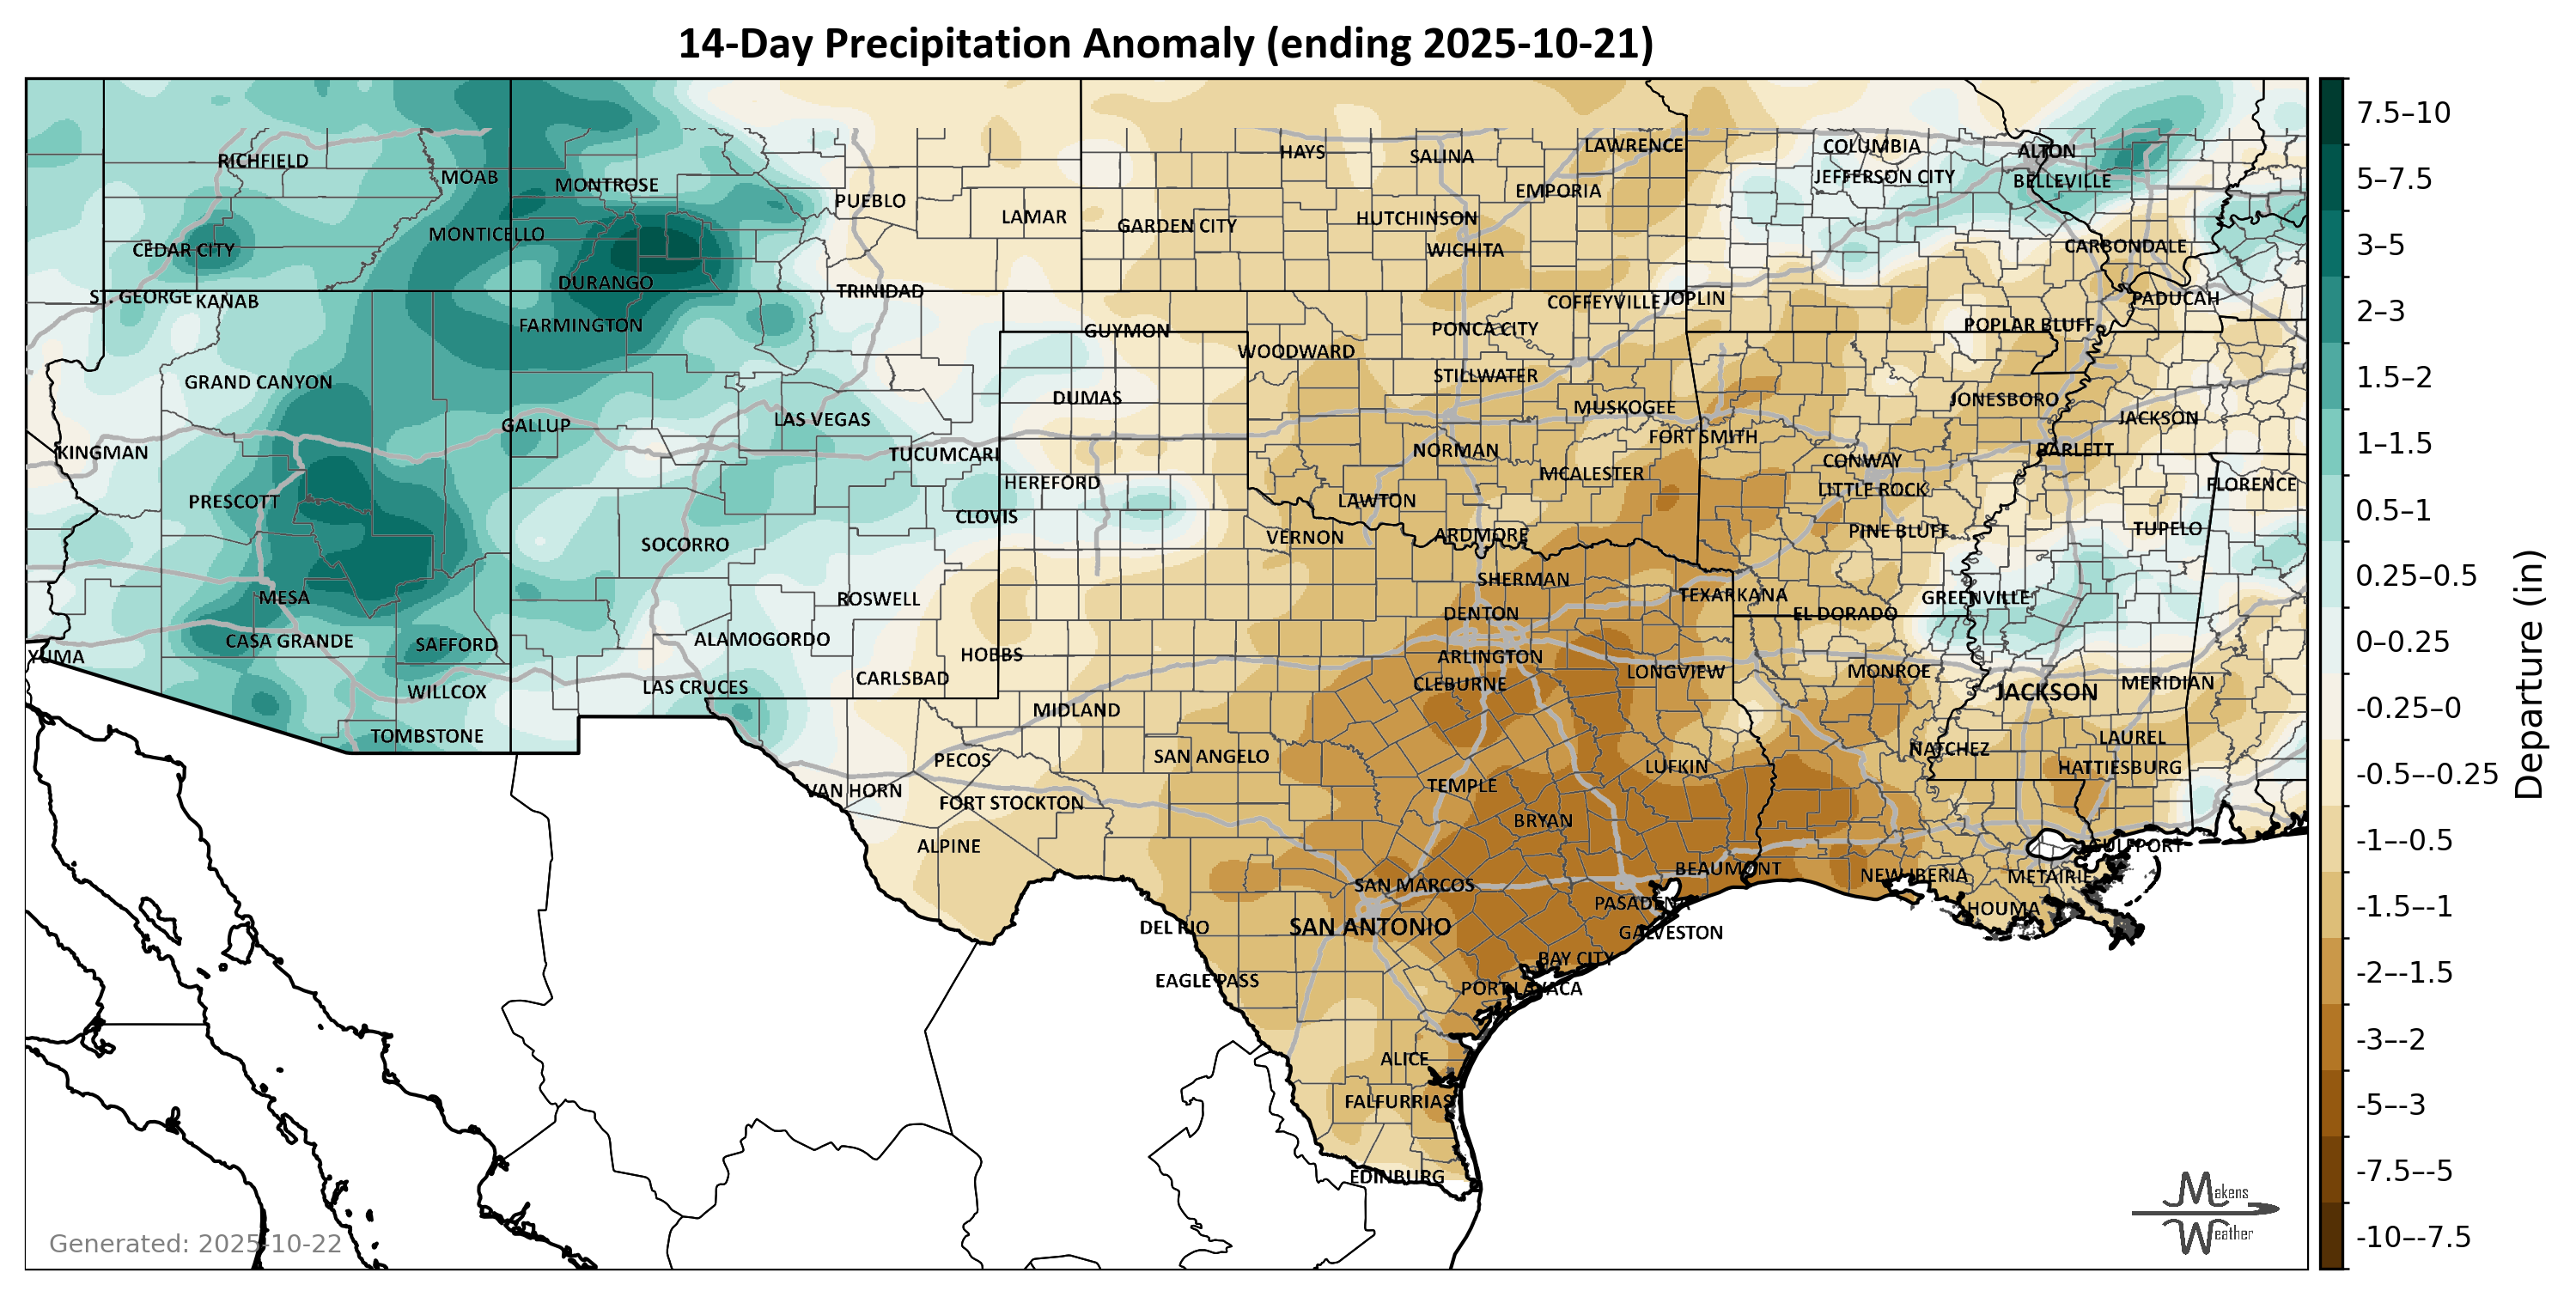 14-Day Precipitation Anomaly (ending 2025-10-21)
RICHFIELD
MOAB
MONTROSE
PUEBLO
LAMAR
HAYS
SALINA
LAWRENCE
COLUMBIA
ALTON
JEFFERSON CITY
BELLEVILLE
EMPORIA
GARDEN CITY
HUTCHINSON
WICHITA
CEDAR CITY
MONTICELLO
CARBONDALE
DURANGO
ST. GEORGE
KANAB
TRINIDAD
COFFEYVILLE
JOPLIN
PADUCAH
FARMINGTON
GUYMON
PONCA CITY
POPLAR BLUFF
WOODWARD
GRAND CANYON
STILLWATER
DUMAS
MUSKOGEE
JONESBORO
JACKSON
GALLUP
LAS VEGAS
FORT SMITH
KINGMAN
TUCUMCARI
NORMAN
BARLETT
CONWAY
PRESCOTT
HEREFORD
MCALESTER
LITTLE ROCK
FLORENCE
LAWTON
CLOVIS
VERNON
ARDMORE
PINE BLUFF
TUPELO
SOCORRO
SHERMAN
MESA
ROSWELL
TEXARKANA
GREENVILLE
DENTON
EL DORADO
CASA GRANDE
SAFFORD
ALAMOGORDO
YUMA
HOBBS
ARLINGTON
CARLSBAD
LONGVIEW
MONROE
WILLCOX
LAS CRUCES
CLEBURNE
JACKSON
MERIDIAN
MIDLAND
TOMBSTONE
LAUREL
PECOS
SAN ANGELO
NATCHEZ
LUFKIN
HATTIESBURG
VAN HORN
FORT STOCKTON
TEMPLE
BRYAN
ALPINE
GULFPORT
BEAUMONT
SAN MARCOS
NEW IBERIA
METAIRIE
PASADENA
HOUMA
DEL RIO
SAN ANTONIO
GALVESTON
BAY CITY
EAGLE PASS
PORT LAVACA
ALICE
FALFURRIAS
EDINBURG
Generated: 2025-10-22
Makens
Weather
7.5–10
5–7.5
3–5
2–3
1.5–2
1–1.5
0.5–1
0.25–0.5
0–0.25
-0.25–0
-0.5–-0.25
-1–-0.5
-1.5–-1
-2–-1.5
-3–-2
-5–-3
-7.5–-5
-10–-7.5
Departure (in)